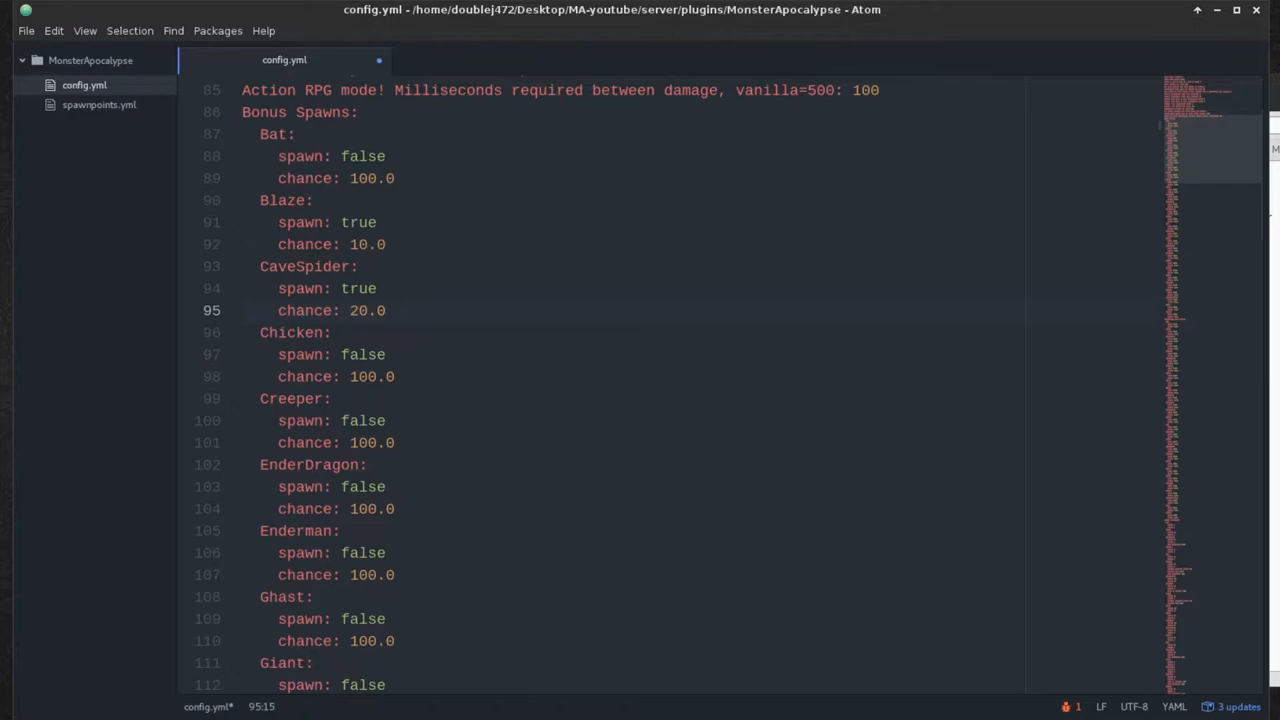 config.yml - /home/doublej472/Desktop/MA-youtube/server/plugins/MonsterApocalypse - Atom
File Edit View Selection Find Packages Help
MonsterApocalypse
config.yml
spawnpoints.yml
config.yml
85 Action RPG mode! Milliseconds required between damage, vanilla=500: 100
86 Bonus Spawns:
87 Bat:
88 spawn: false
89 chance: 100.0
90 Blaze:
91 spawn: true
92 chance: 10.0
93 CaveSpider:
94 spawn: true
95 chance: 20.0
96 Chicken:
97 spawn: false
98 chance: 100.0
99 Creeper:
100 spawn: false
101 chance: 100.0
102 EnderDragon:
103 spawn: false
104 chance: 100.0
105 Enderman:
106 spawn: false
107 chance: 100.0
108 Ghast:
109 spawn: false
110 chance: 100.0
111 Giant:
112 spawn: false
config.yml* 95:15 1 LF UTF-8 YAML 3 updates